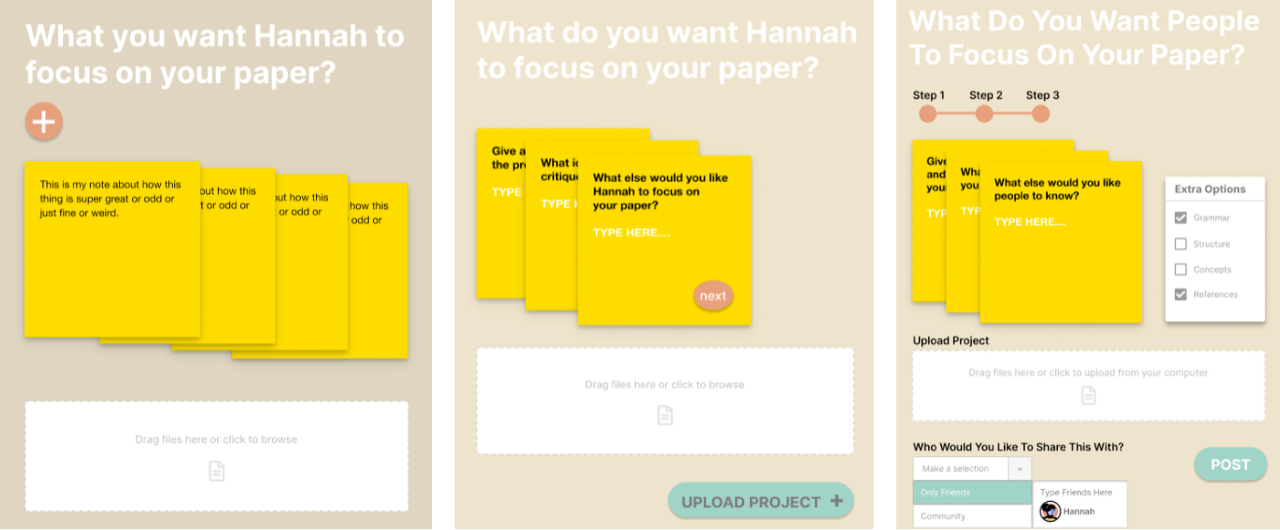 What you want Hannah to
focus on your paper?
This is my note about how this
thing is super great or odd or
just fine or weird.
out how this
t or odd or
out how this
or odd or
how this
odd or
Drag files here or click to browse
What do you want Hannah
to focus on your paper?
Give a
the pr
TYPE
What i
critiqu
TYPE H
What else would you like
Hannah to focus on
your paper?
TYPE HERE....
next
Drag files here or click to browse
UPLOAD PROJECT +
What Do You Want People
To Focus On Your Paper?
Step 1 Step 2 Step 3
Give
and
your
TYP
Wha
you
TYP
What else would you like
people to know?
TYPE HERE....
Extra Options
Grammar
Structure
Concepts
References
Upload Project
Drag files here or click to upload from your computer
Who Would You Like To Share This With?
Make a selection
Only Friends
Community
Type Friends Here
Hannah
POST